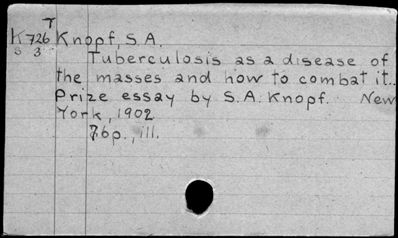 T
K726 Knopf, S.A.
S 3 Tuberculosis as a disease of
the masses and how to combat it..
Prize essay by S.A. Knopf. New
York, 1902
76p., ill.